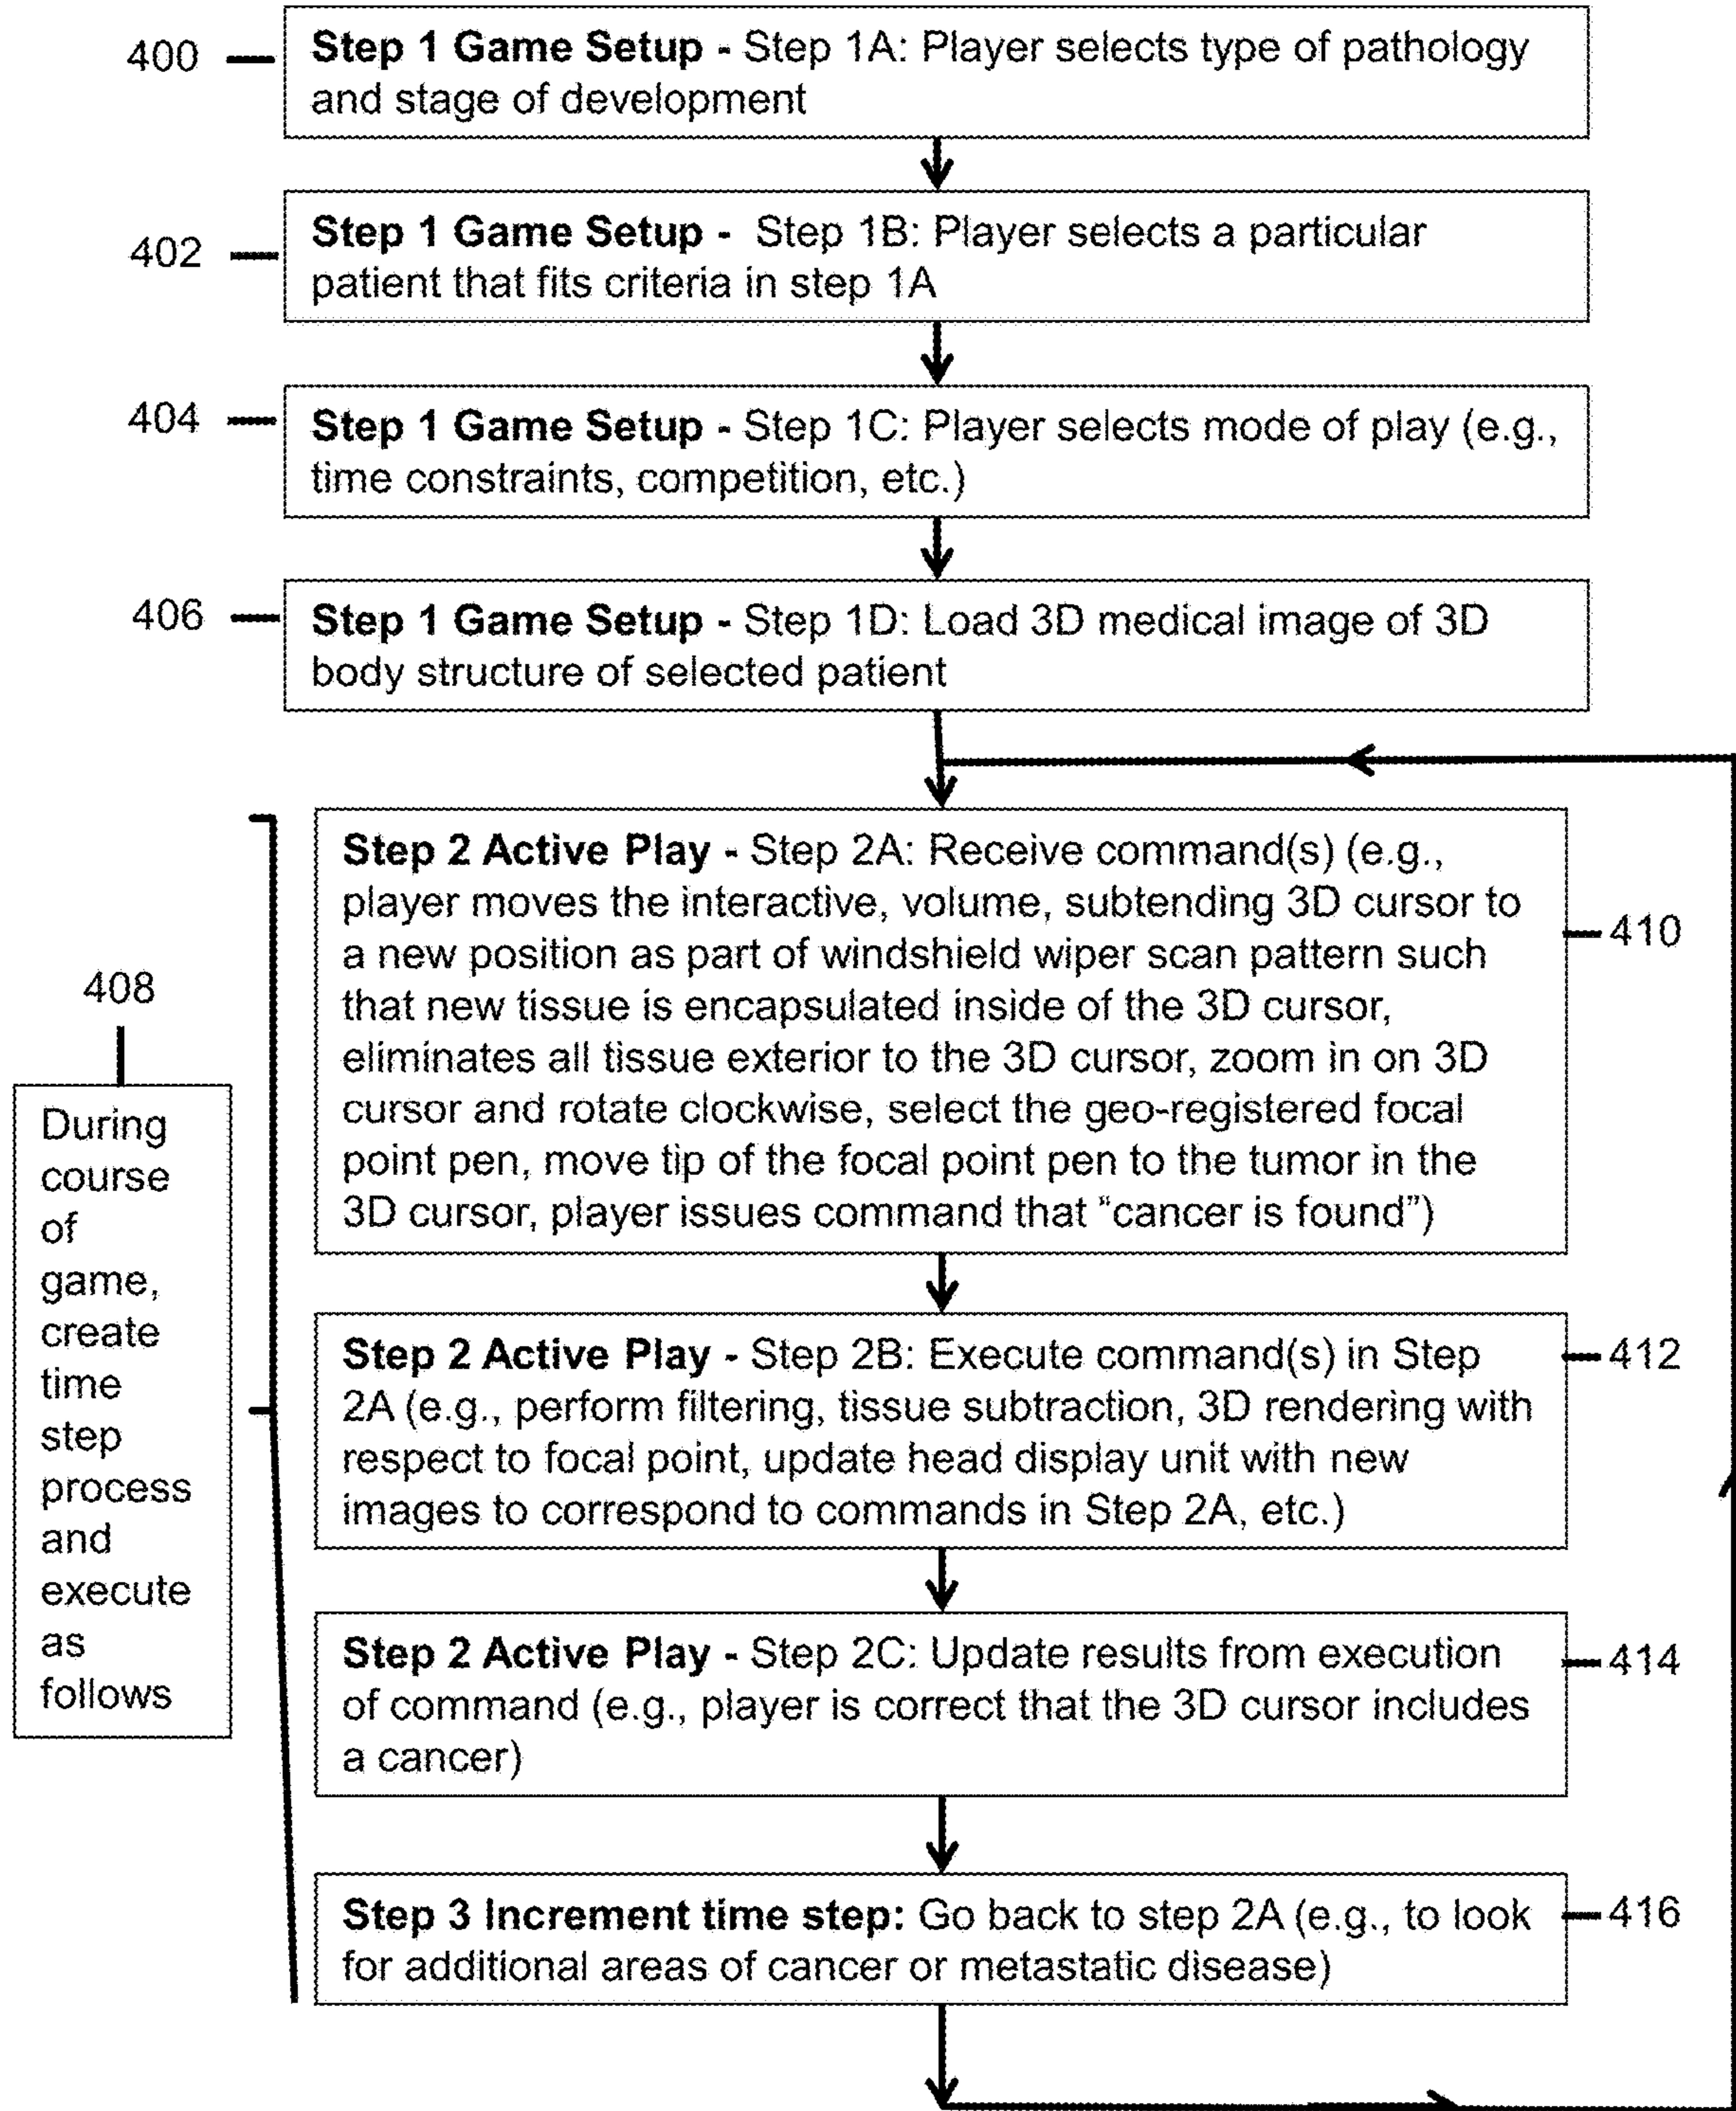 400
Step 1 Game Setup - Step 1A: Player selects type of pathology
and stage of development
402
Step 1 Game Setup - Step 1B: Player selects a particular
patient that fits criteria in step 1A
404
Step 1 Game Setup - Step 1C: Player selects mode of play (e.g.,
time constraints, competition, etc.)
406
Step 1 Game Setup - Step 1D: Load 3D medical image of 3D
body structure of selected patient
408
During
course
of
game,
create
time
step
process
and
execute
as
follows
Step 2 Active Play - Step 2A: Receive command(s) (e.g.,
player moves the interactive, volume, subtending 3D cursor to
a new position as part of windshield wiper scan pattern such
that new tissue is encapsulated inside of the 3D cursor,
eliminates all tissue exterior to the 3D cursor, zoom in on 3D
cursor and rotate clockwise, select the geo-registered focal
point pen, move tip of the focal point pen to the tumor in the
3D cursor, player issues command that “cancer is found”)
410
Step 2 Active Play - Step 2B: Execute command(s) in Step
2A (e.g., perform filtering, tissue subtraction, 3D rendering with
respect to focal point, update head display unit with new
images to correspond to commands in Step 2A, etc.)
412
Step 2 Active Play - Step 2C: Update results from execution
of command (e.g., player is correct that the 3D cursor includes
a cancer)
414
Step 3 Increment time step: Go back to step 2A (e.g., to look
for additional areas of cancer or metastatic disease)
416